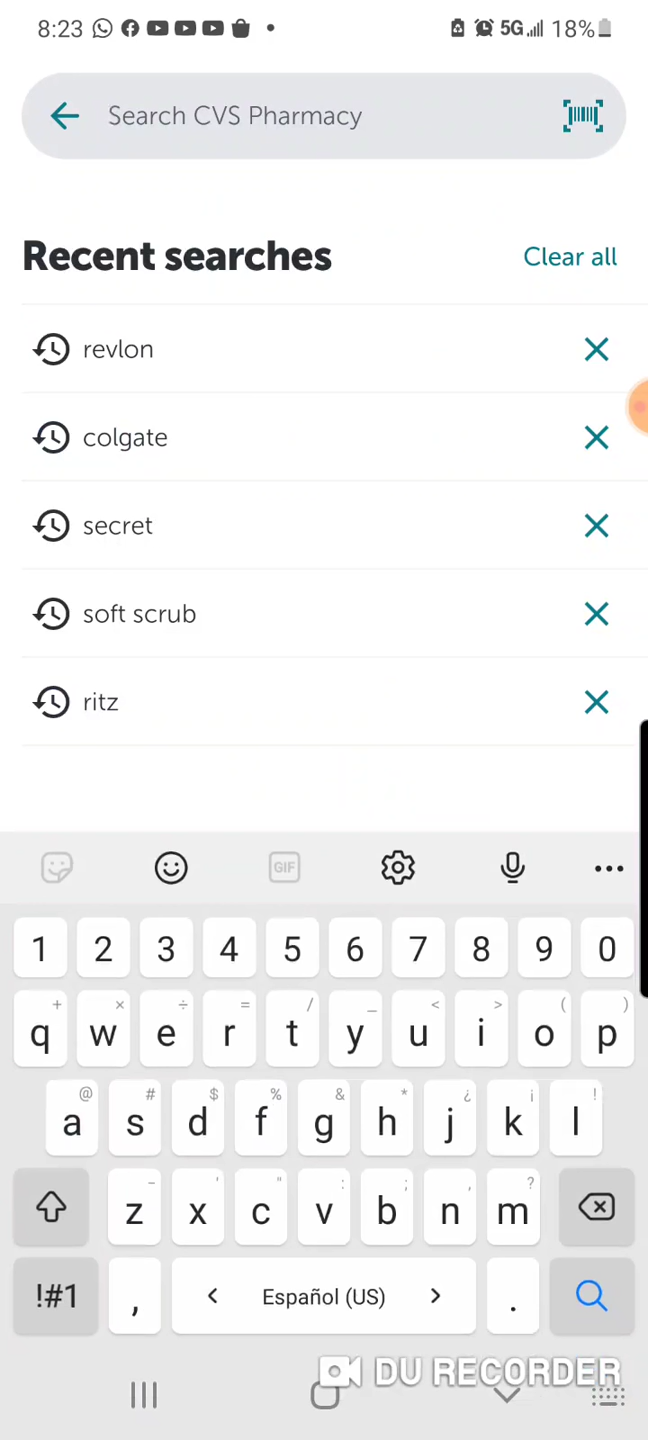 8:23 5G 18%
Search CVS Pharmacy
Recent searches Clear all
revlon
colgate
secret
soft scrub
ritz
GIF
1 2 3 4 5 6 7 8 9 0
+ × ÷ = / _ < > ( )
q w e r t y u i o p
@ # $ % & * ¿ ¡ !
a s d f g h j k l
- ' " : ; , ?
z x c v b n m
!#1 , < Español (US) > .
DU RECORDER